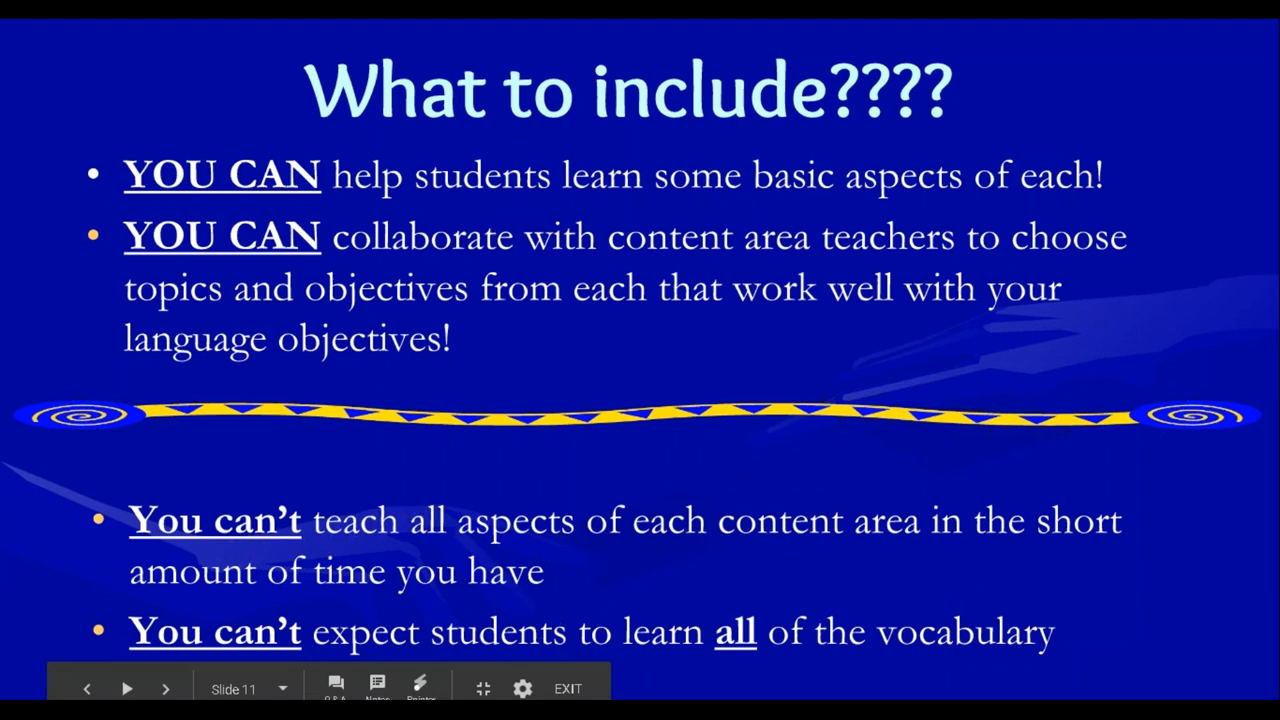 What to include????
• YOU CAN help students learn some basic aspects of each!
• YOU CAN collaborate with content area teachers to choose
topics and objectives from each that work well with your
language objectives!
• You can't teach all aspects of each content area in the short
amount of time you have
• You can't expect students to learn all of the vocabulary
Slide 11
Q & A Notes Pointer
EXIT